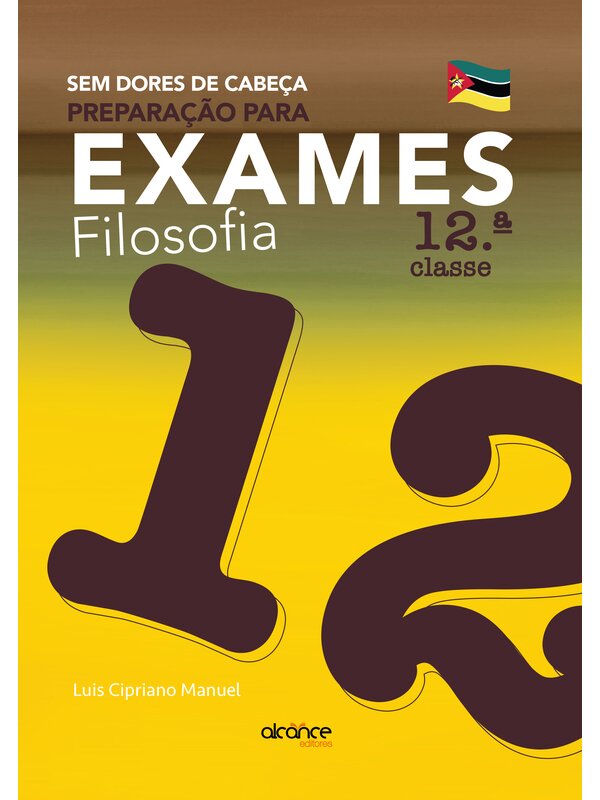 SEM DORES DE CABEÇA
PREPARAÇÃO PARA
EXAMES
Filosofia
12.ª
classe
12
Luis Cipriano Manuel
alcance
editores